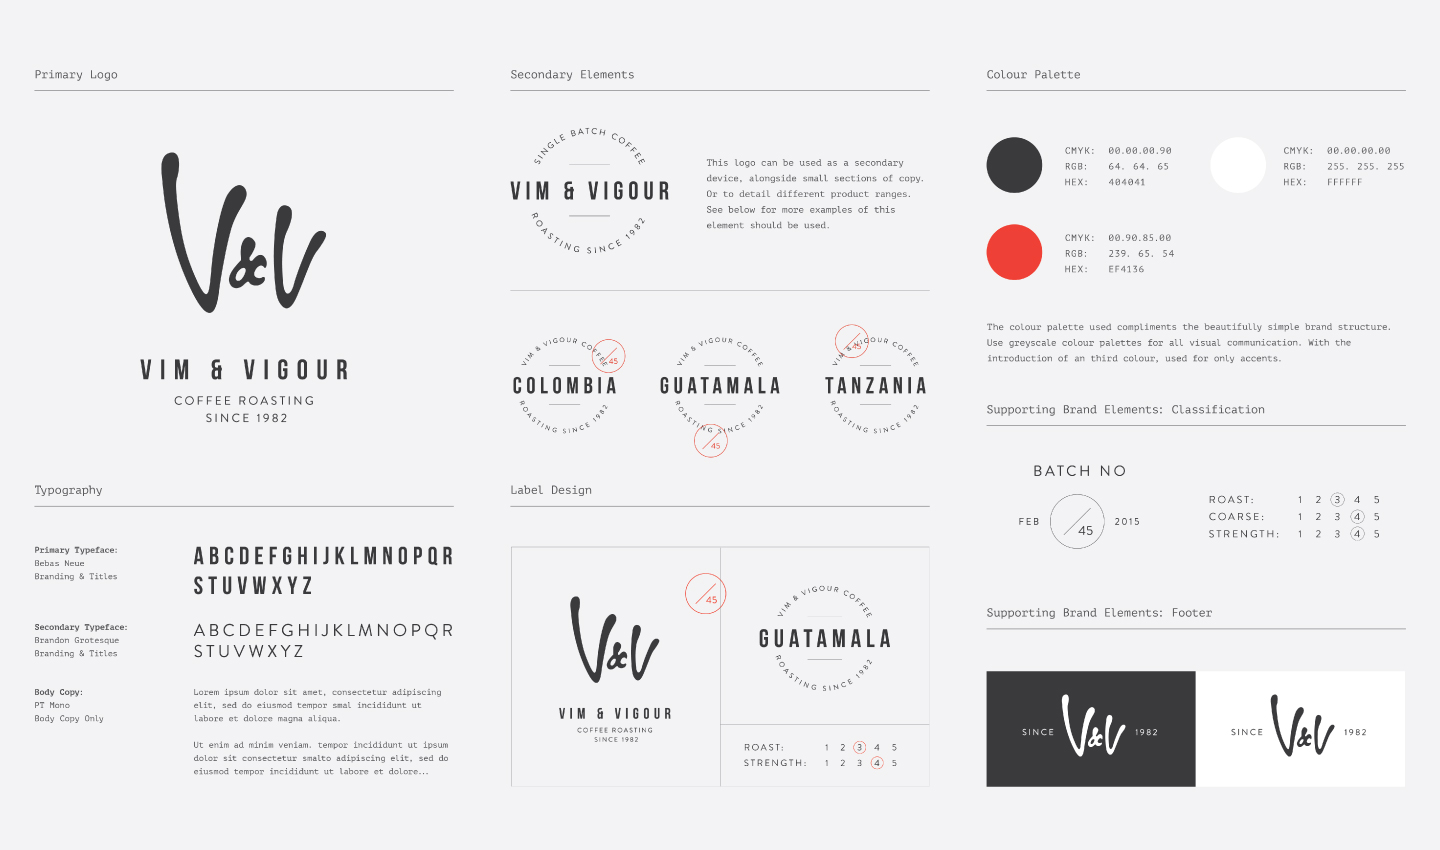 Primary Logo
V&V
VIM & VIGOUR
COFFEE ROASTING
SINCE 1982
Typography
Primary Typeface:
Bebas Neue
Branding & Titles
ABCDEFGHIJKLMNOPQR
STUVWXYZ
Secondary Typeface:
Brandon Grotesque
Branding & Titles
ABCDEFGHIJKLMNOPQR
STUVWXYZ
Body Copy:
PT Mono
Body Copy Only
Lorem ipsum dolor sit amet, consectetur adipiscing
elit, sed do eiusmod tempor smal incididunt ut
labore et dolore magna aliqua.
Ut enim ad minim veniam. tempor incididunt ut ipsum
dolor sit consectetur smalto adipiscing elit, sed do
eiusmod tempor incididunt ut labore et dolore...
Secondary Elements
SINGLE BATCH COFFEE
VIM & VIGOUR
ROASTING SINCE 1982
This logo can be used as a secondary
device, alongside small sections of copy.
Or to detail different product ranges.
See below for more examples of this
element should be used.
VIM & VIGOUR COFFEE
45
COLOMBIA
ROASTING SINCE 1982
VIM & VIGOUR COFFEE
GUATAMALA
ROASTING SINCE 1982
45
VIM & VIGOUR COFFEE
45
TANZANIA
ROASTING SINCE 1982
Label Design
V&V
VIM & VIGOUR
COFFEE ROASTING
SINCE 1982
45
VIM & VIGOUR COFFEE
GUATAMALA
ROASTING SINCE 1982
ROAST: 1 2 3 4 5
STRENGTH: 1 2 3 4 5
Colour Palette
CMYK: 00.00.00.90
RGB: 64. 64. 65
HEX: 404041
CMYK: 00.00.00.00
RGB: 255. 255. 255
HEX: FFFFFF
CMYK: 00.90.85.00
RGB: 239. 65. 54
HEX: EF4136
The colour palette used compliments the beautifully simple brand structure.
Use greyscale colour palettes for all visual communication. With the
introduction of an third colour, used for only accents.
Supporting Brand Elements: Classification
BATCH NO
FEB 45 2015
ROAST: 1 2 3 4 5
COARSE: 1 2 3 4 5
STRENGTH: 1 2 3 4 5
Supporting Brand Elements: Footer
SINCE V&V 1982
SINCE V&V 1982